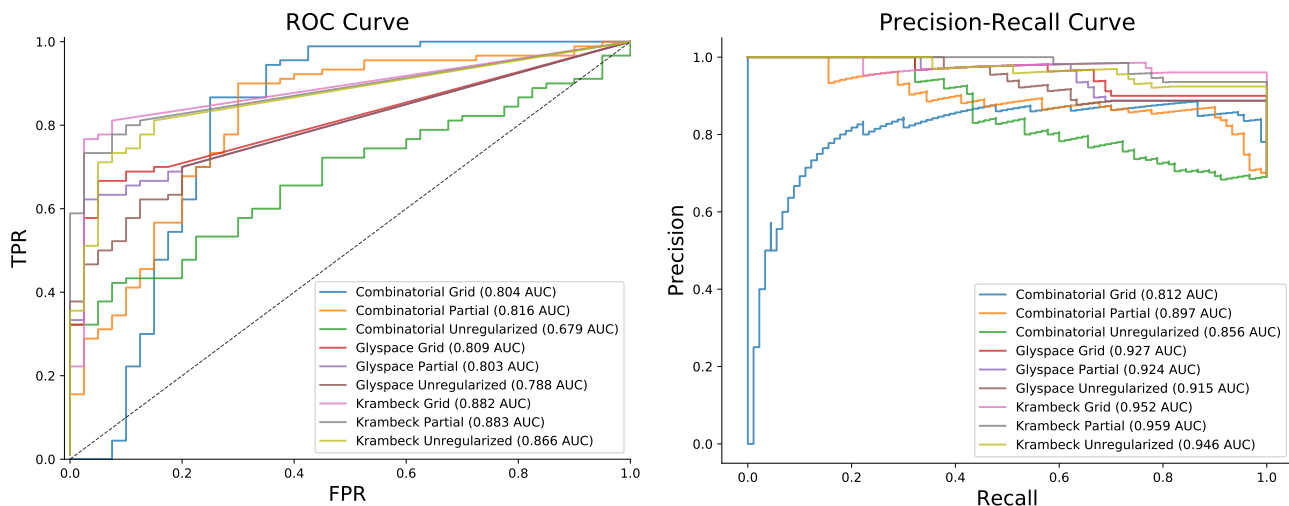 ROC Curve
1.0
0.8
0.6
0.4
0.2
0.0
TPR
0.0
0.2
0.4
0.6
0.8
1.0
FPR
Combinatorial Grid (0.804 AUC)
Combinatorial Partial (0.816 AUC)
Combinatorial Unregularized (0.679 AUC)
Glyspace Grid (0.809 AUC)
Glyspace Partial (0.803 AUC)
Glyspace Unregularized (0.788 AUC)
Krambeck Grid (0.882 AUC)
Krambeck Partial (0.883 AUC)
Krambeck Unregularized (0.866 AUC)
Precision-Recall Curve
1.0
0.8
0.6
0.4
0.2
0.0
Precision
0.0
0.2
0.4
0.6
0.8
1.0
Recall
Combinatorial Grid (0.812 AUC)
Combinatorial Partial (0.897 AUC)
Combinatorial Unregularized (0.856 AUC)
Glyspace Grid (0.927 AUC)
Glyspace Partial (0.924 AUC)
Glyspace Unregularized (0.915 AUC)
Krambeck Grid (0.952 AUC)
Krambeck Partial (0.959 AUC)
Krambeck Unregularized (0.946 AUC)